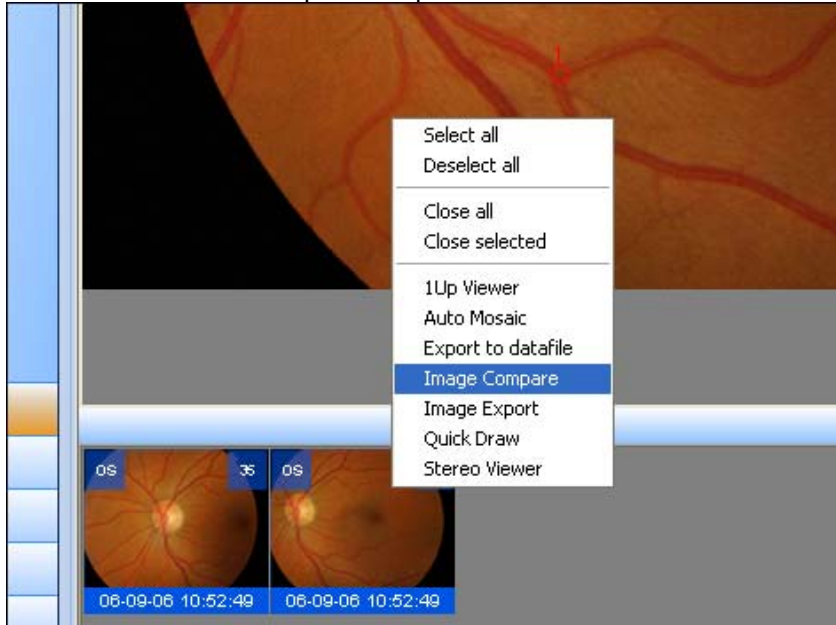 Select all
Deselect all
Close all
Close selected
1Up Viewer
Auto Mosaic
Export to datafile
Image Compare
Image Export
Quick Draw
Stereo Viewer
OS 35 OS
06-09-06 10:52:49 06-09-06 10:52:49